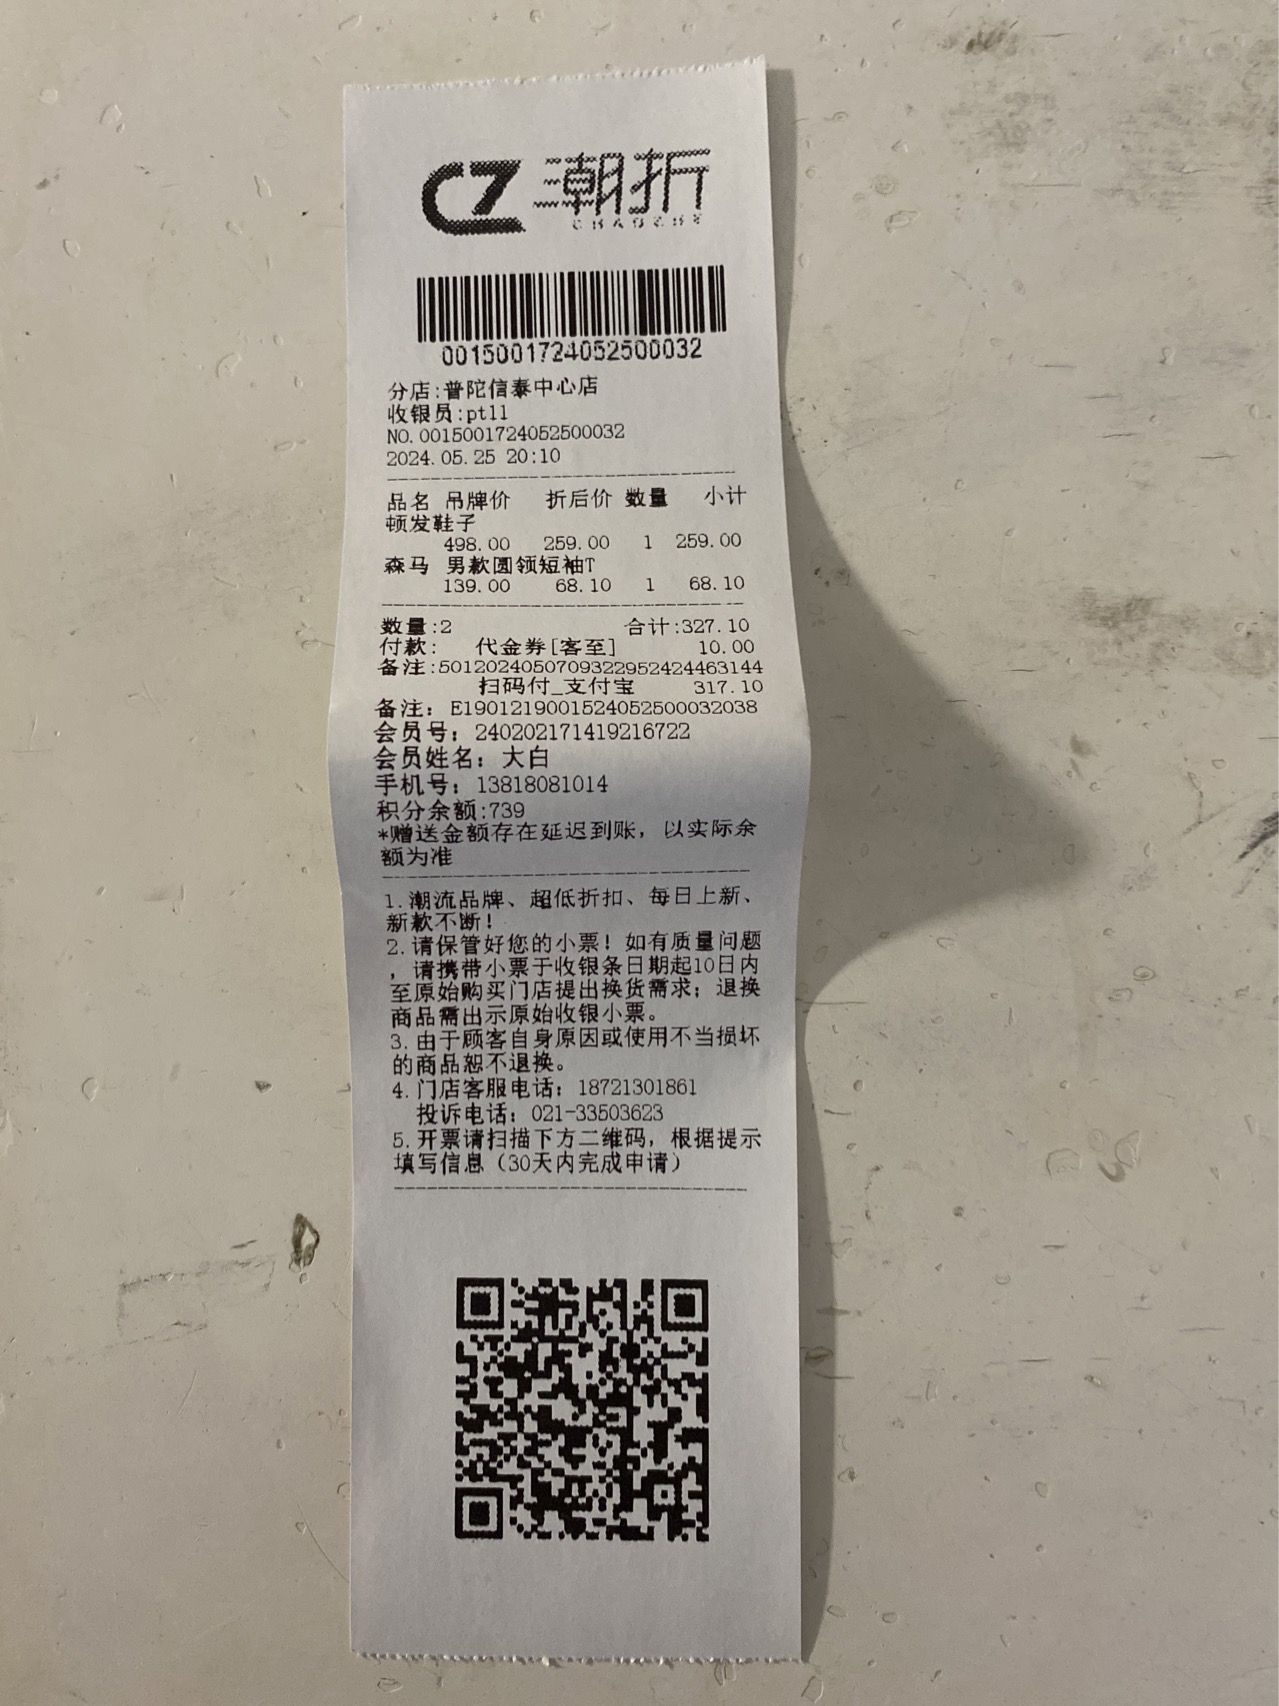 CZ 潮折
CHAOZHE
0015001724052500032
分店:普陀信泰中心店
收银员:pt11
NO.0015001724052500032
2024.05.25 20:10
品名 吊牌价 折后价 数量 小计
顿发鞋子
498.00 259.00 1 259.00
森马 男款圆领短袖T
139.00 68.10 1 68.10
数量:2 合计:327.10
付款: 代金券[客至] 10.00
备注:5012024050709322952424463144
扫码付_支付宝 317.10
备注: E1901219001524052500032038
会员号: 240202171419216722
会员姓名: 大白
手机号: 13818081014
积分余额:739
*赠送金额存在延迟到账, 以实际余
额为准
1.潮流品牌、超低折扣、每日上新、
新款不断!
2.请保管好您的小票! 如有质量问题
, 请携带小票于收银条日期起10日内
至原始购买门店提出换货需求; 退换
商品需出示原始收银小票。
3.由于顾客自身原因或使用不当损坏
的商品恕不退换。
4.门店客服电话: 18721301861
投诉电话: 021-33503623
5.开票请扫描下方二维码, 根据提示
填写信息（30天内完成申请）